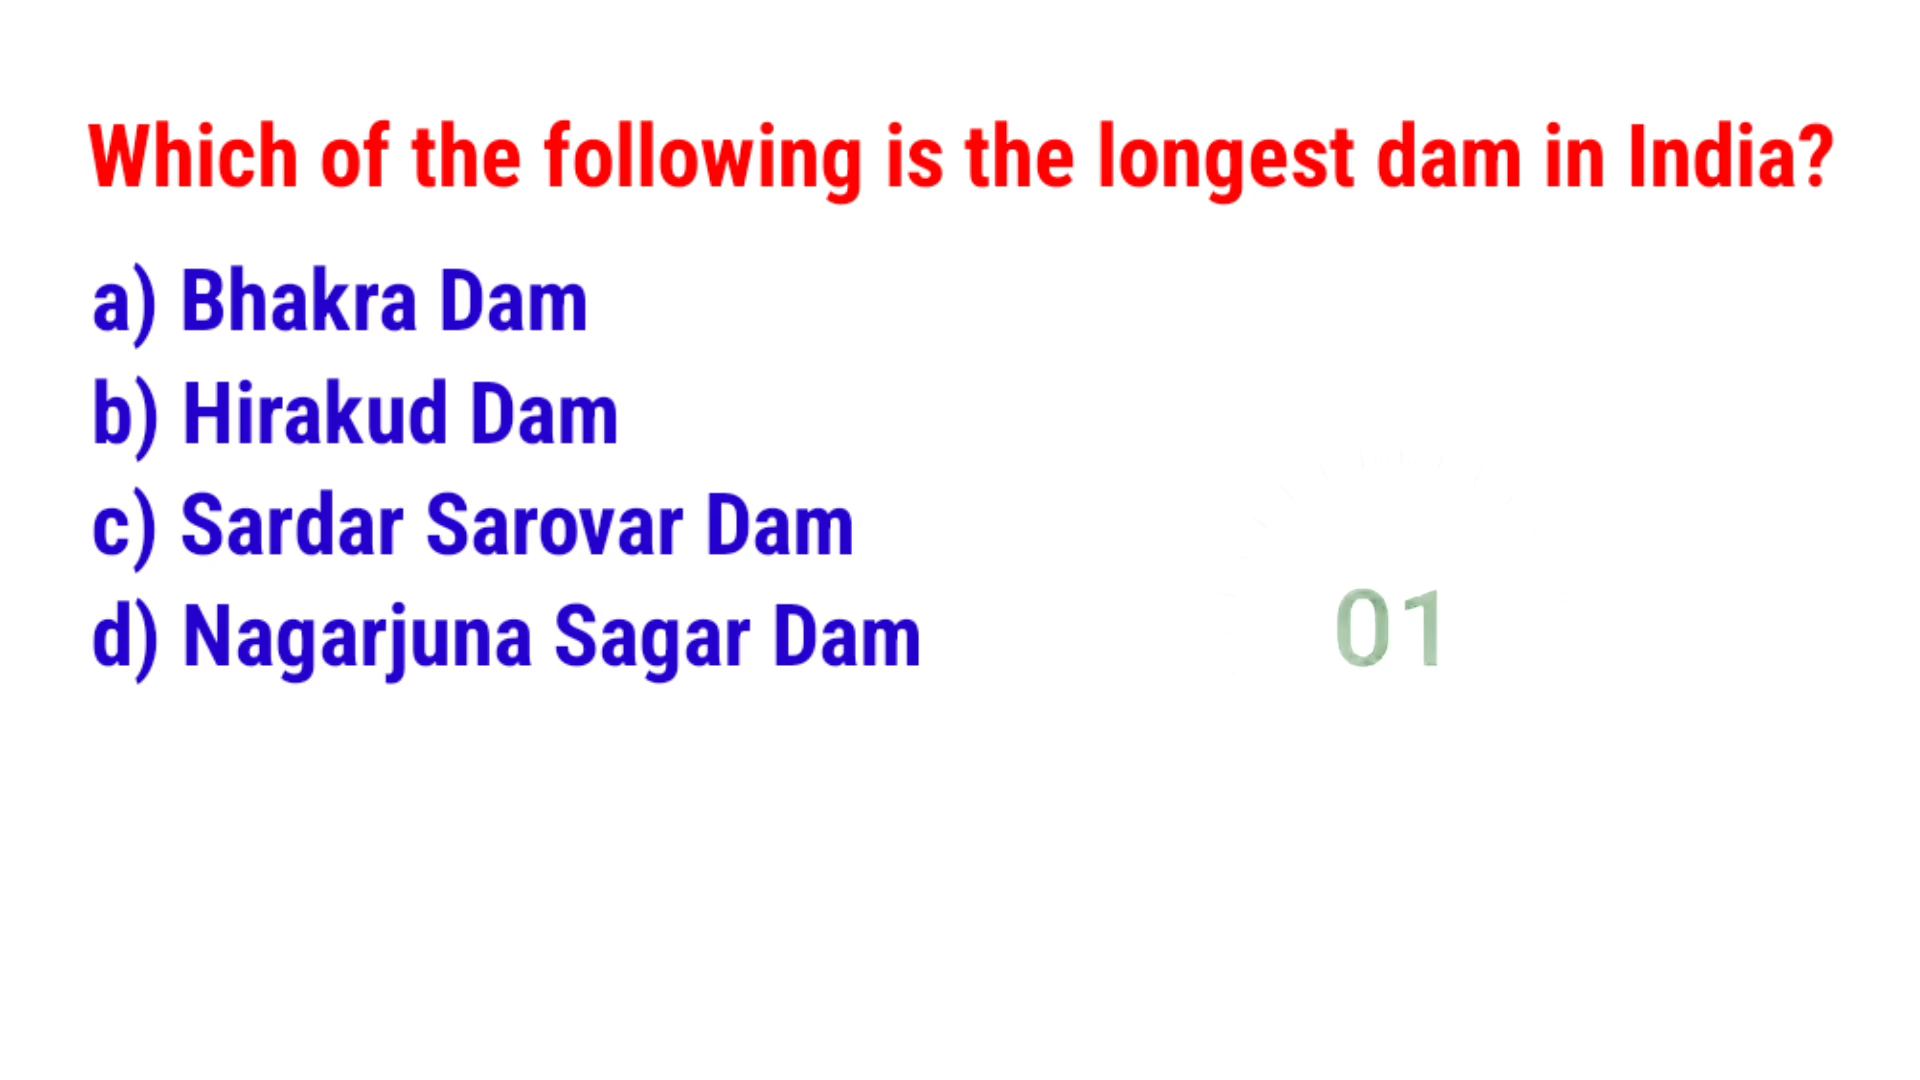 Which of the following is the longest dam in India?
a) Bhakra Dam
b) Hirakud Dam
c) Sardar Sarovar Dam
d) Nagarjuna Sagar Dam
01